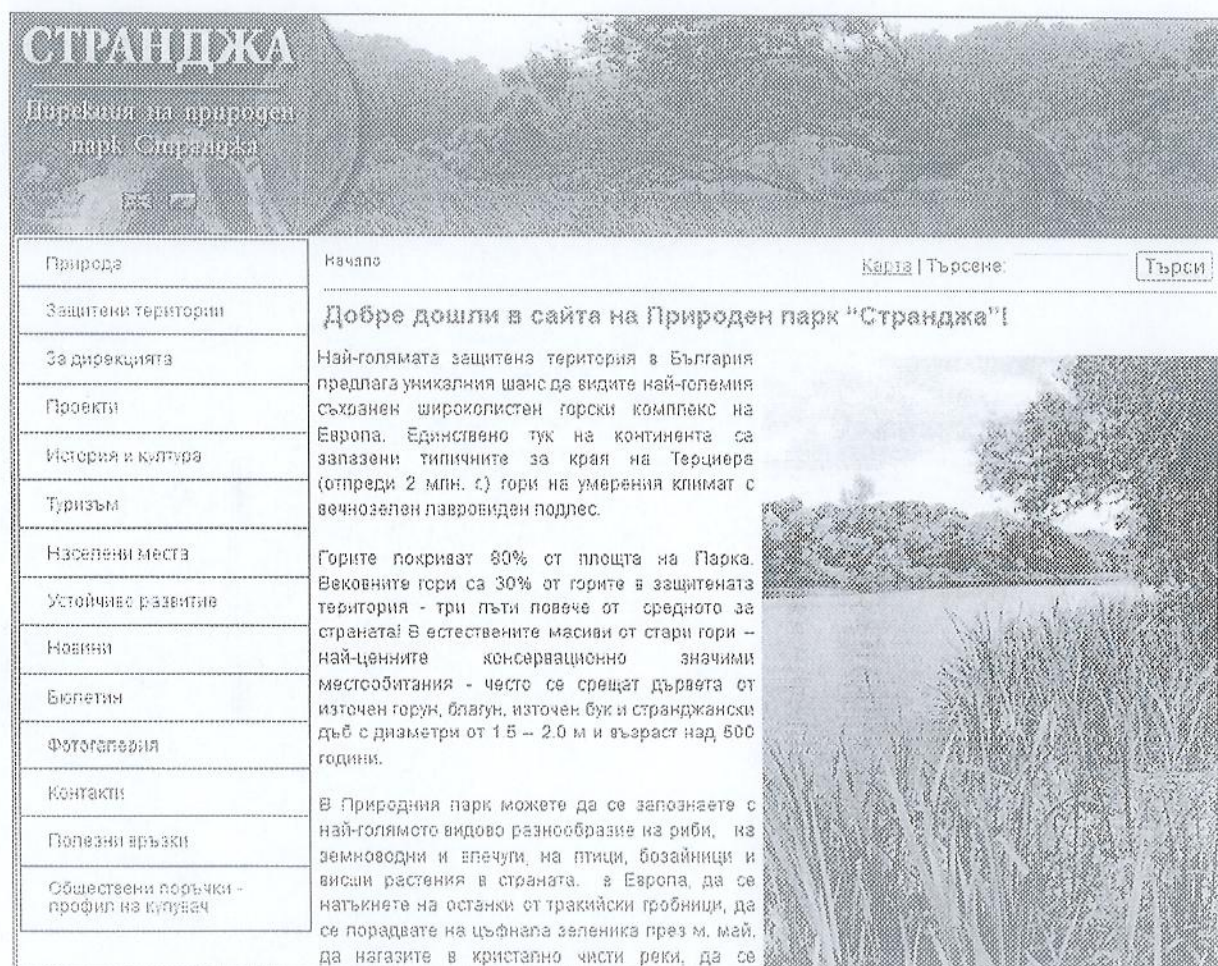 СТРАНДЖА
Дирекция на природен
парк Странджа
Природа
Защитени територии
За дирекцията
Проекти
История и култура
Туризъм
Населени места
Устойчиво развитие
Новини
Бюлетин
Фотогалерия
Контакти
Полезни връзки
Обществени поръчки -
профил на купувач
Начало
Карта | Търсене:
Търси
Добре дошли в сайта на Природен парк "Странджа"!
Най-голямата защитена територия в България
предлага уникалния шанс да видите най-големия
съхранен широколистен горски комплекс на
Европа. Единствено тук на континента са
запазени типичните за края на Терциера
(отпреди 2 млн. г.) гори на умерения климат с
вечнозелен лавровиден подлес.
Горите покриват 80% от площта на Парка.
Вековните гори са 30% от горите в защитената
територия - три пъти повече от средното за
страната! В естествените масиви от стари гори –
най-ценните консервационно значими
местообитания - често се срещат дървета от
източен горун, благун, източен бук и странджански
дъб с диаметри от 1.5 – 2.0 м и възраст над 500
години.
В Природния парк можете да се запознаете с
най-голямото видово разнообразие на риби, на
земноводни и влечуги, на птици, бозайници и
висши растения в страната. в Европа, да се
натъкнете на останки от тракийски гробници, да
се порадвате на цъфнала зеленика през м. май,
да нагазите в кристално чисти реки, да се